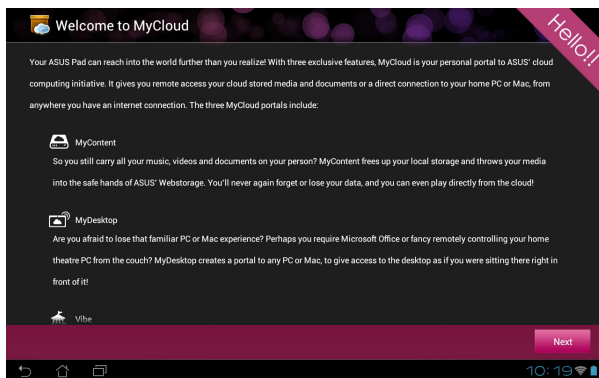 Welcome to MyCloud
Hello!!
Your ASUS Pad can reach into the world further than you realize! With three exclusive features, MyCloud is your personal portal to ASUS' cloud
computing initiative. It gives you remote access your cloud stored media and documents or a direct connection to your home PC or Mac, from
anywhere you have an internet connection. The three MyCloud portals include:
MyContent
So you still carry all your music, videos and documents on your person? MyContent frees up your local storage and throws your media
into the safe hands of ASUS' Webstorage. You'll never again forget or lose your data, and you can even play directly from the cloud!
MyDesktop
Are you afraid to lose that familiar PC or Mac experience? Perhaps you require Microsoft Office or fancy remotely controlling your home
theatre PC from the couch? MyDesktop creates a portal to any PC or Mac, to give access to the desktop as if you were sitting there right in
front of it!
Vibe
Next
10:19